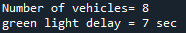 Number of vehicles= 8
green light delay = 7 sec